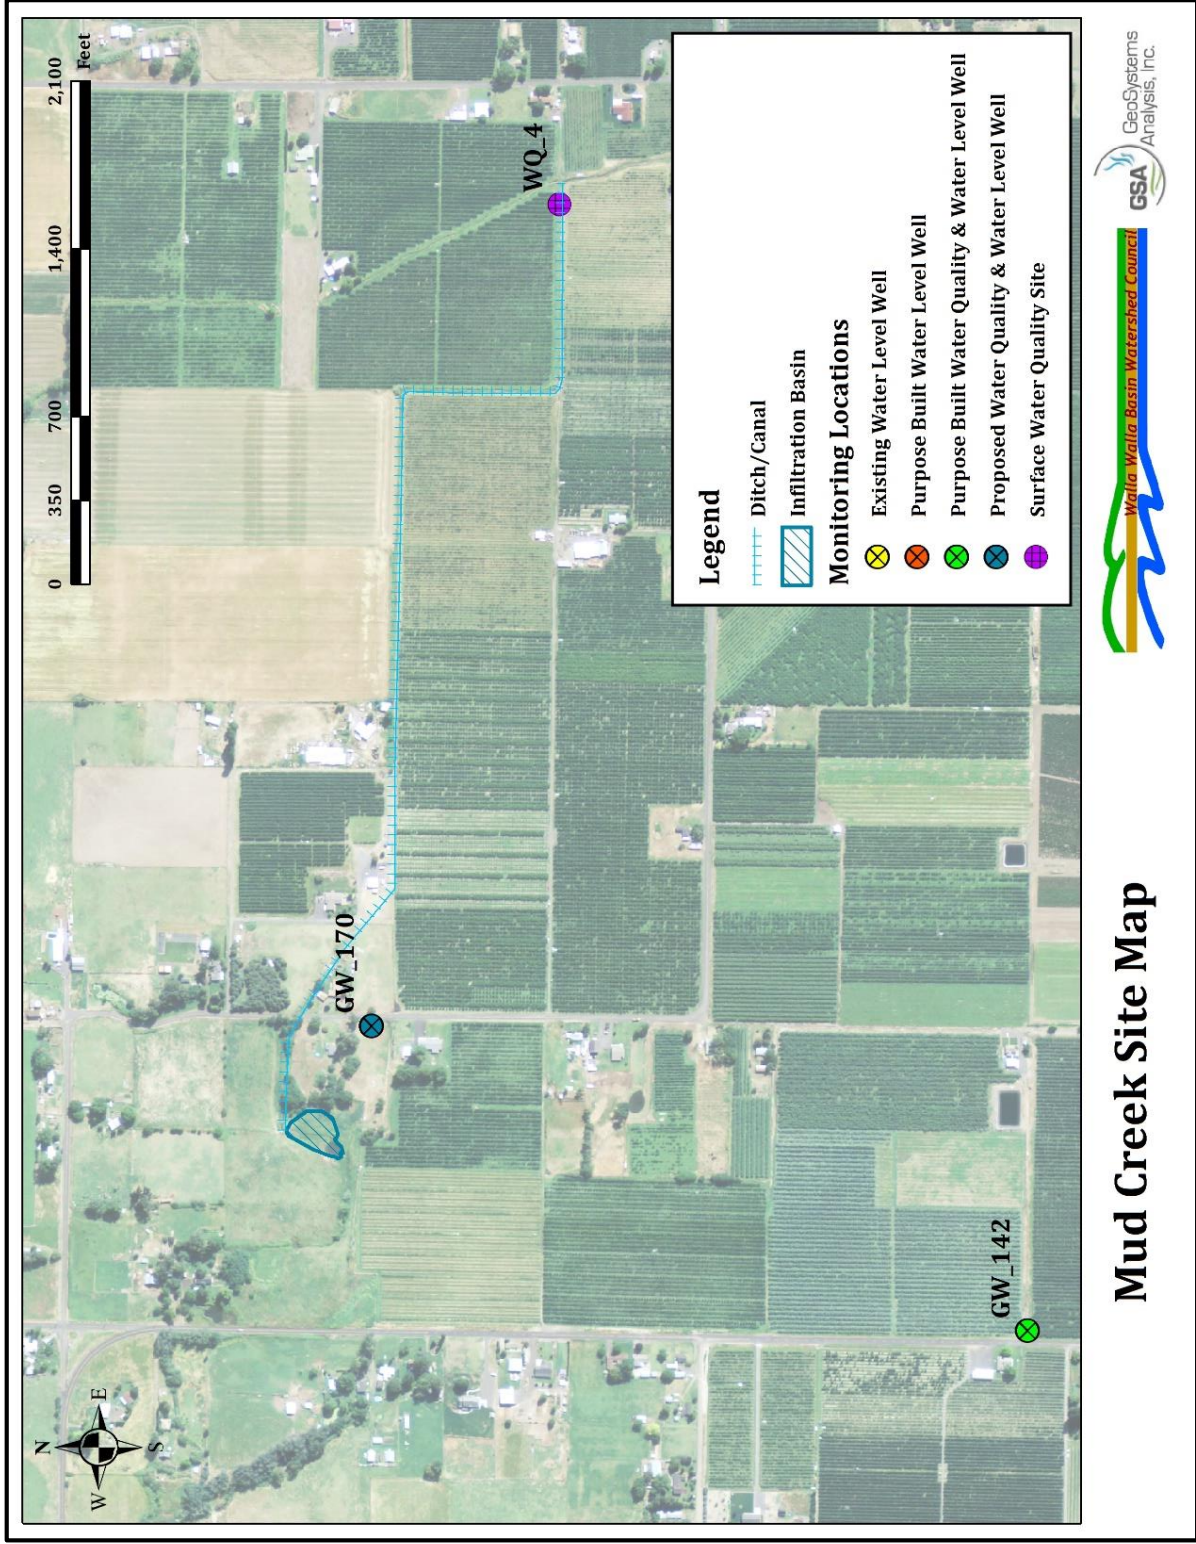 N
W
E
S
0
350
700
1,400
2,100
Feet
WQ_4
GW_170
GW_142
Legend
Ditch/Canal
Infiltration Basin
Monitoring Locations
Existing Water Level Well
Purpose Built Water Level Well
Purpose Built Water Quality & Water Level Well
Proposed Water Quality & Water Level Well
Surface Water Quality Site
Mud Creek Site Map
Walla Walla Basin Watershed Council
GSA
GeoSystems
Analysis, Inc.